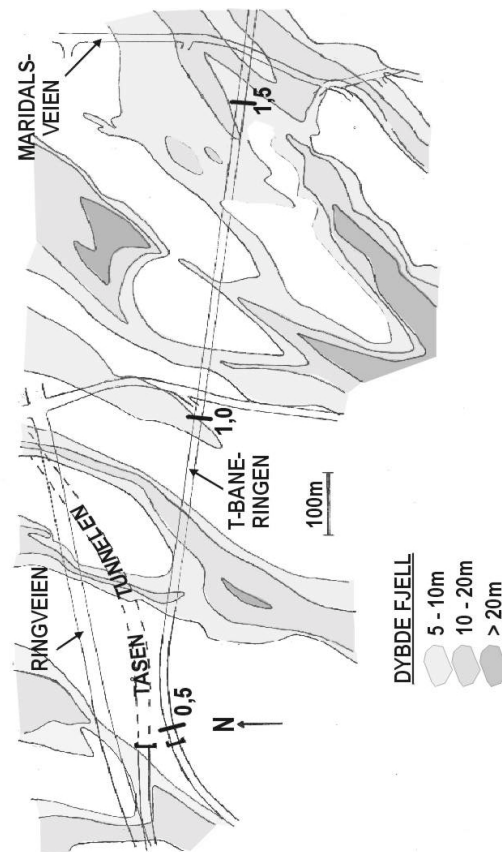 MARIDALS-
VEIEN
RINGVEIEN
TUNNELEN
TÅSEN
T-BANE-
RINGEN
0,5
1,0
1,5
N
100m
DYBDE FJELL
5 - 10m
10 - 20m
> 20m